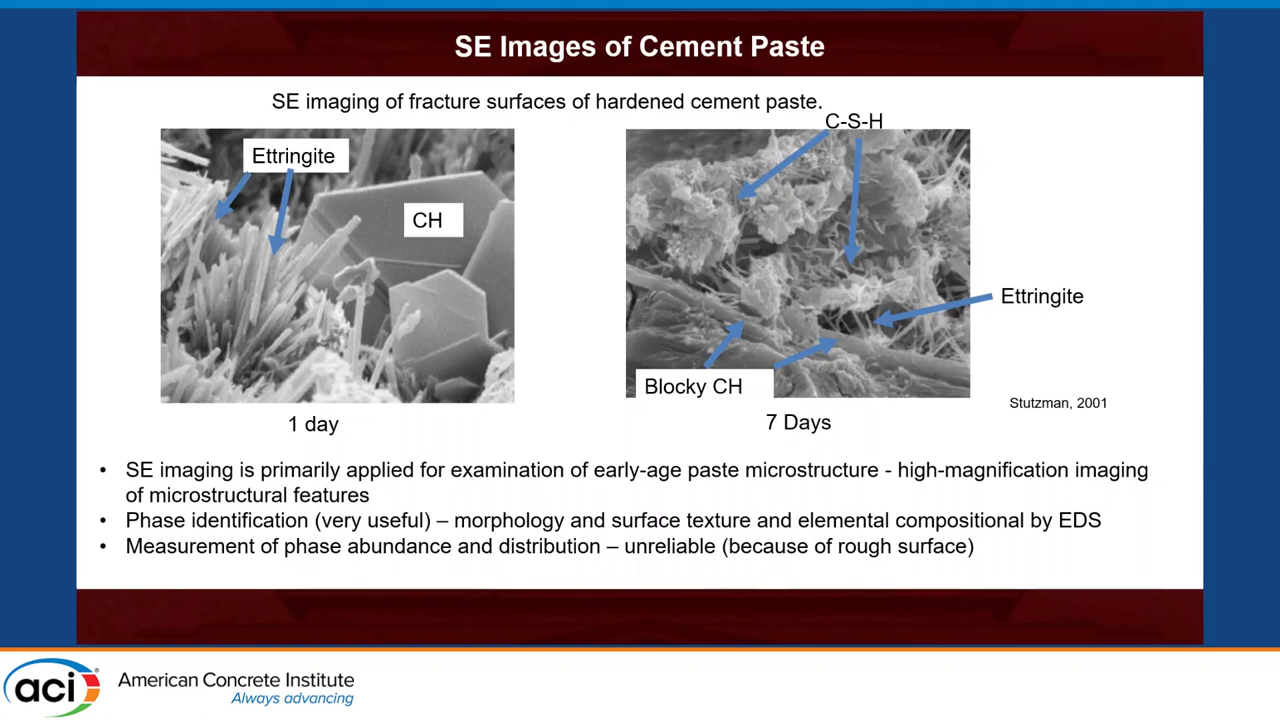 SE Images of Cement Paste
SE imaging of fracture surfaces of hardened cement paste.
Ettringite
CH
1 day
C-S-H
Ettringite
Blocky CH
7 Days
Stutzman, 2001
• SE imaging is primarily applied for examination of early-age paste microstructure - high-magnification imaging
of microstructural features
• Phase identification (very useful) – morphology and surface texture and elemental compositional by EDS
• Measurement of phase abundance and distribution – unreliable (because of rough surface)
aci®
American Concrete Institute
Always advancing